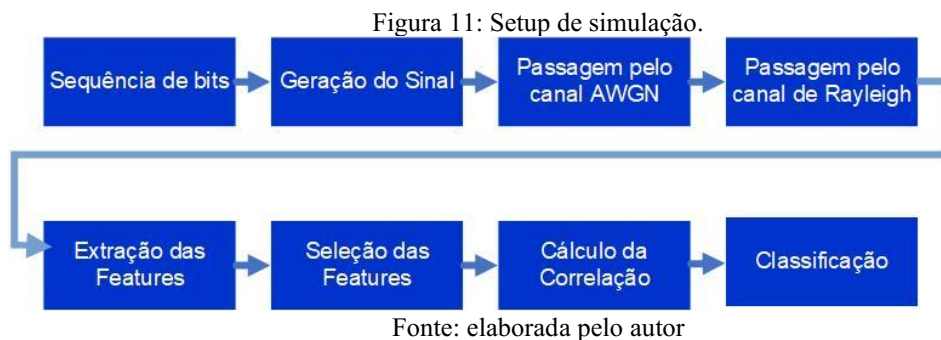 Figura 11: Setup de simulação.
Sequência de bits
Geração do Sinal
Passagem pelo
canal AWGN
Passagem pelo
canal de Rayleigh
Extração das
Features
Seleção das
Features
Cálculo da
Correlação
Classificação
Fonte: elaborada pelo autor